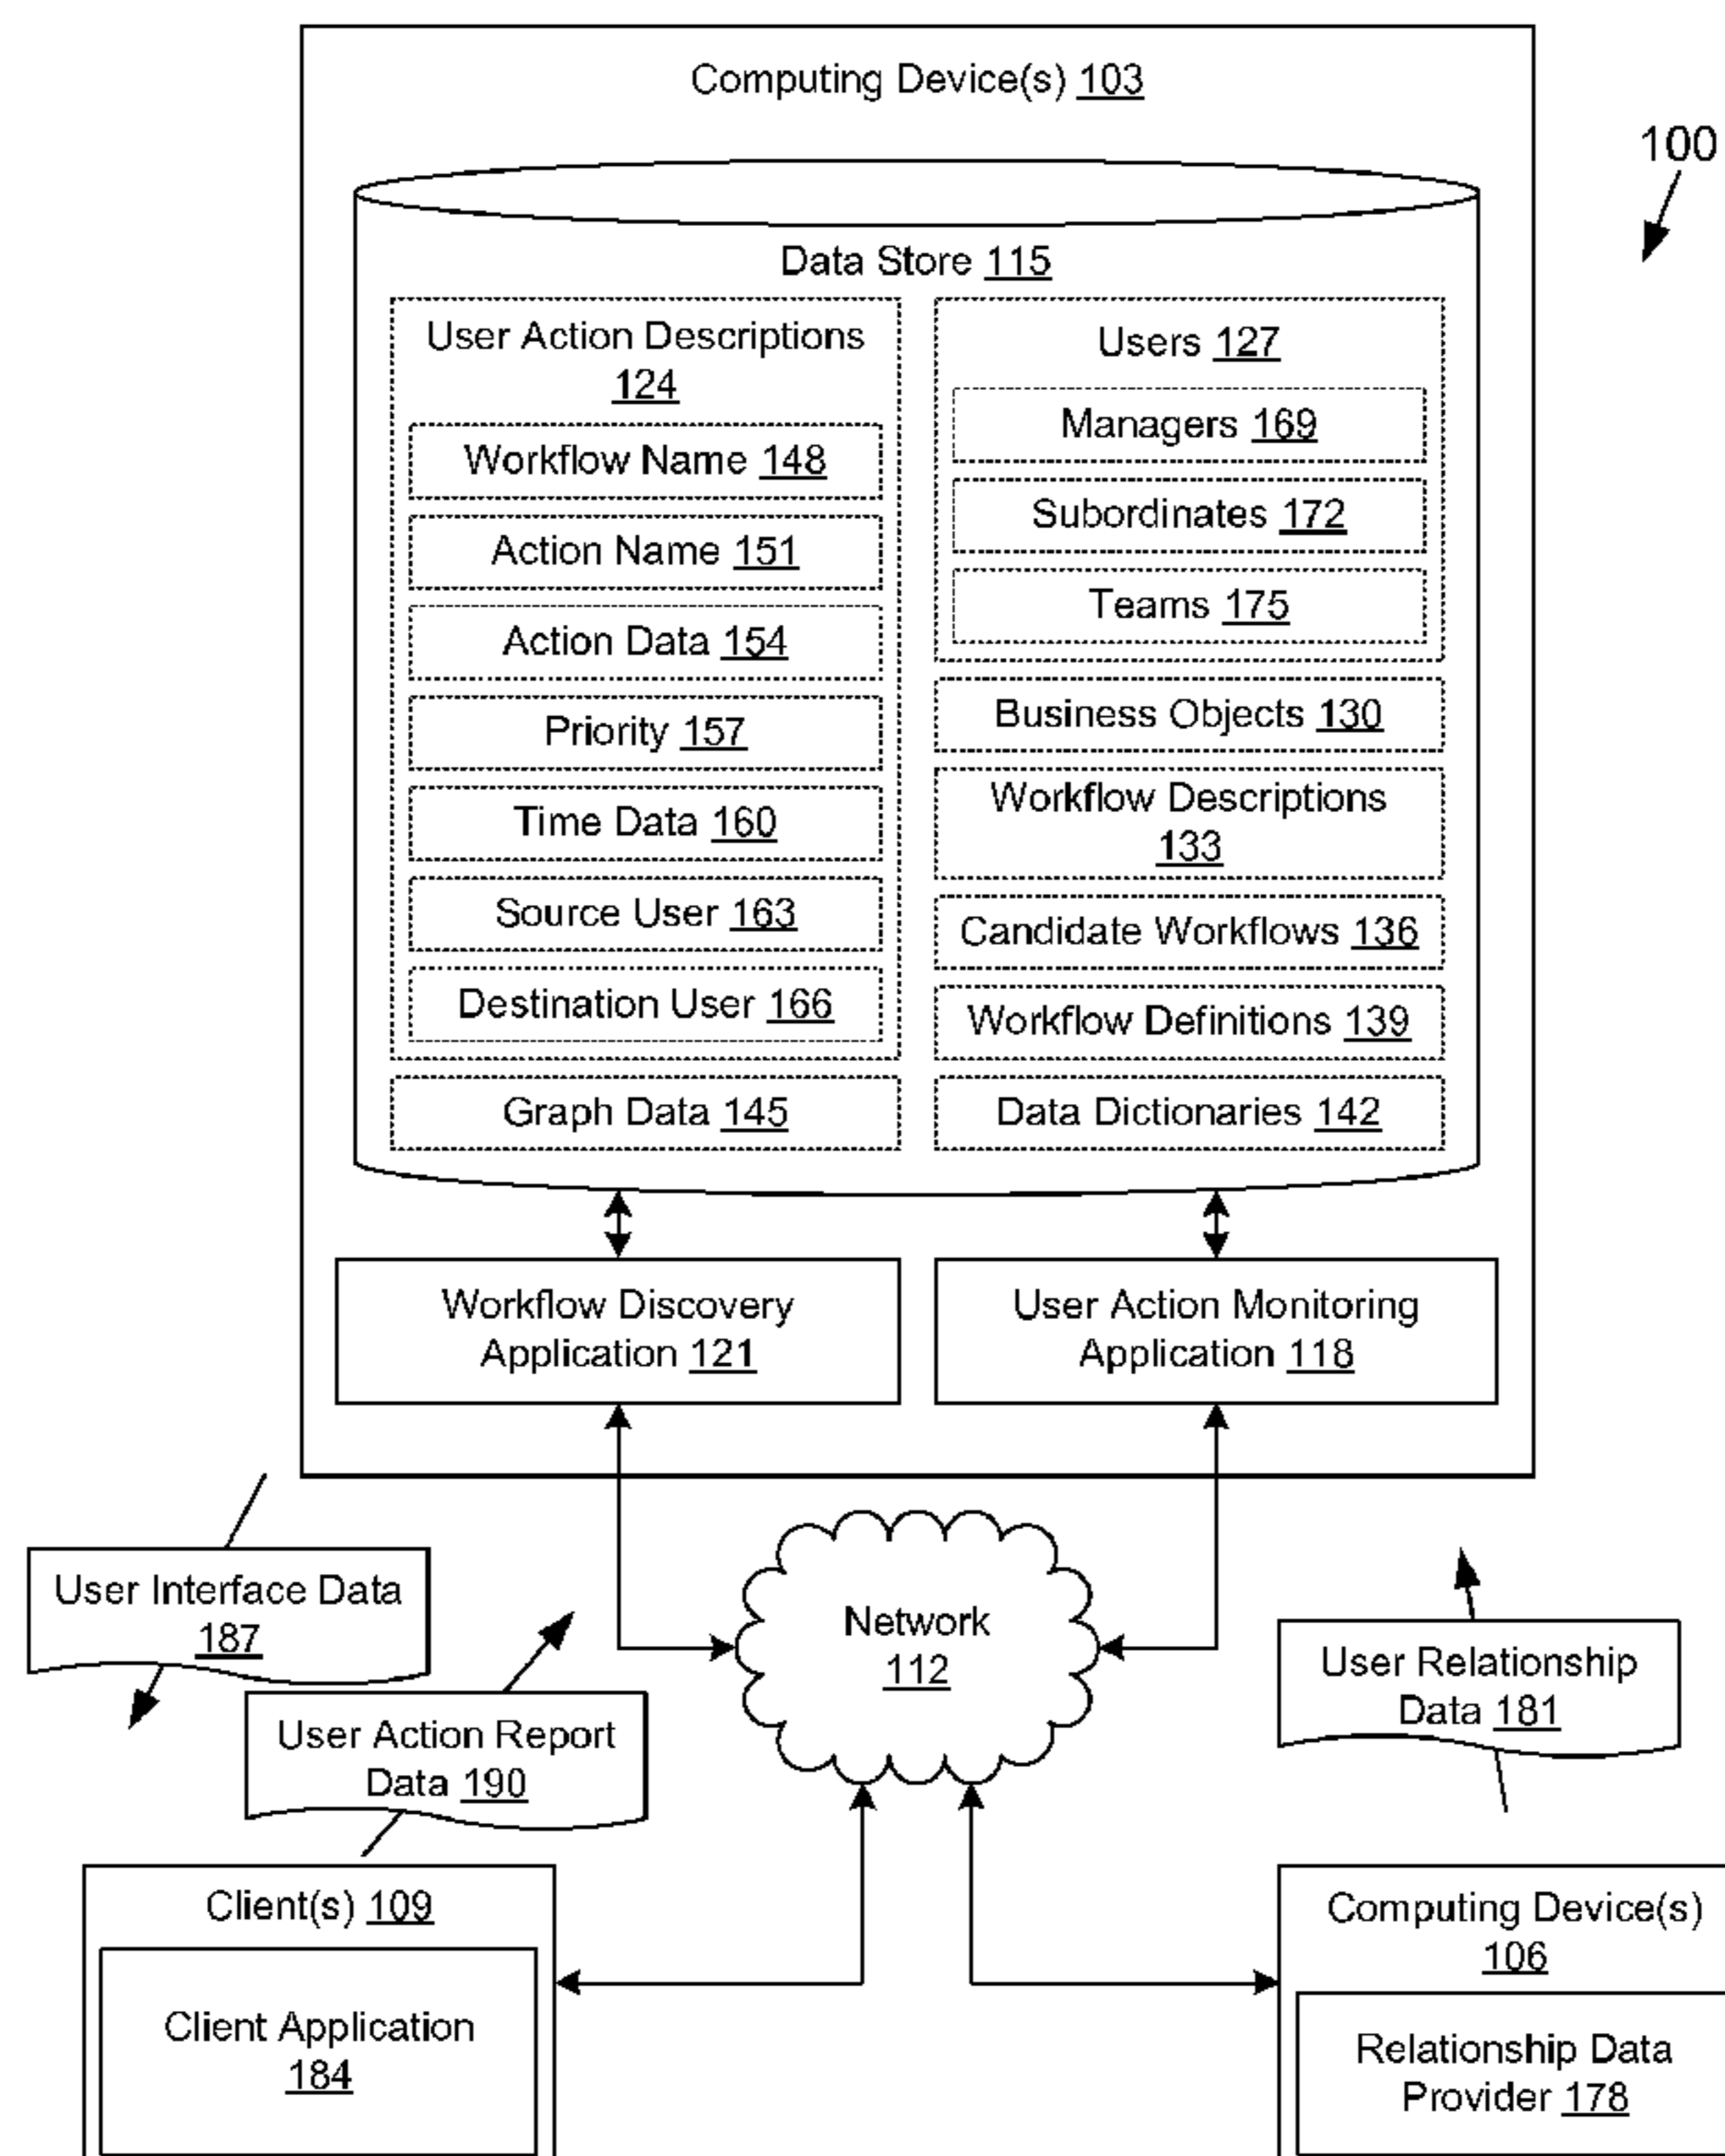 Computing Device(s) 103
100
Data Store 115
User Action Descriptions
124
Workflow Name 148
Action Name 151
Action Data 154
Priority 157
Time Data 160
Source User 163
Destination User 166
Graph Data 145
Users 127
Managers 169
Subordinates 172
Teams 175
Business Objects 130
Workflow Descriptions
133
Candidate Workflows 136
Workflow Definitions 139
Data Dictionaries 142
Workflow Discovery
Application 121
User Action Monitoring
Application 118
User Interface Data
187
User Action Report
Data 190
Network
112
User Relationship
Data 181
Client(s) 109
Client Application
184
Computing Device(s)
106
Relationship Data
Provider 178